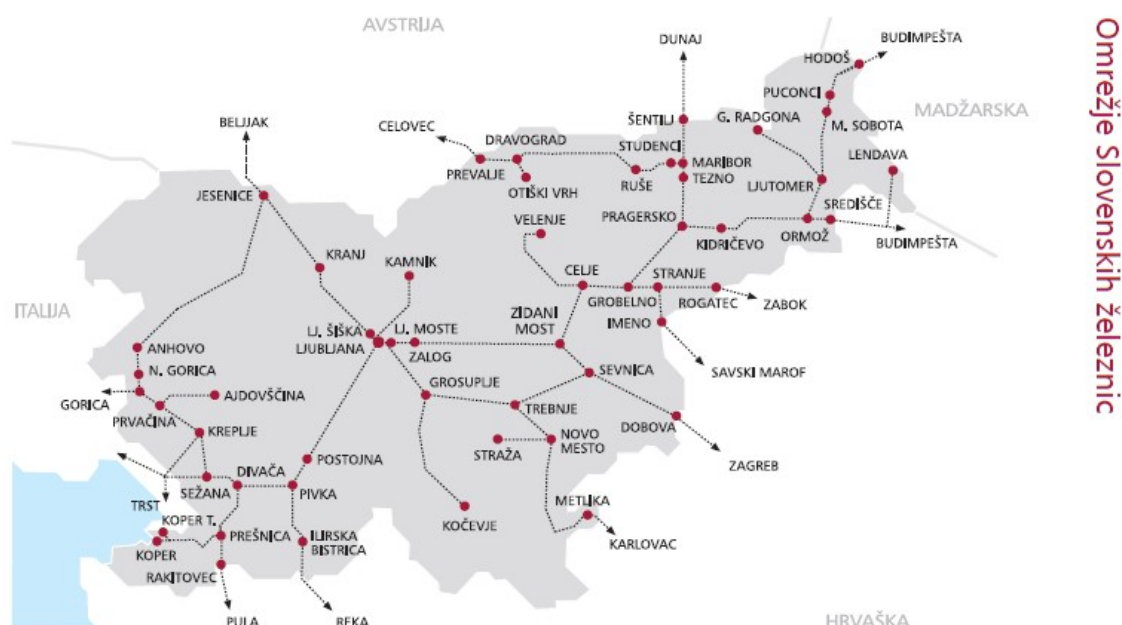 Omrežje Slovenskih železnic
AVSTRIJA
DUNAJ
BUDIMPEŠTA
HODOŠ
PUCONCI
MADŽARSKA
BELJJAK
CELOVEC
DRAVOGRAD
ŠENTILJ
G. RADGONA
M. SOBOTA
STUDENCI
LENDAVA
PREVALJE
MARIBOR
JESENICE
OTIŠKI VRH
RUŠE
TEZNO
LJUTOMER
VELENJE
PRAGERSKO
SREDIŠČE
KIDRIČEVO
ORMOŽ
BUDIMPEŠTA
KRANJ
KAMNIK
CELJE
STRANJE
GROBELNO
ROGATEC
ZABOK
ITALIJA
ZIDANI
MOST
IMENO
LJ. ŠIŠKA
LJ. MOSTE
LJUBLJANA
ZALOG
ANHOVO
N. GORICA
SEVNICA
SAVSKI MAROF
GROSUPLJE
GORICA
AJDOVŠČINA
PRVAČINA
TREBNJE
DOBOVA
KREPLJE
NOVO
MESTO
STRAŽA
POSTOJNA
ZAGREB
DIVAČA
SEŽANA
PIVKA
TRST
METLIKA
KOPER T.
KOČEVJE
PREŠNICA
ILIRSKA
BISTRICA
KOPER
KARLOVAC
RAKITOVEC
PULA
REKA
HRVAŠKA